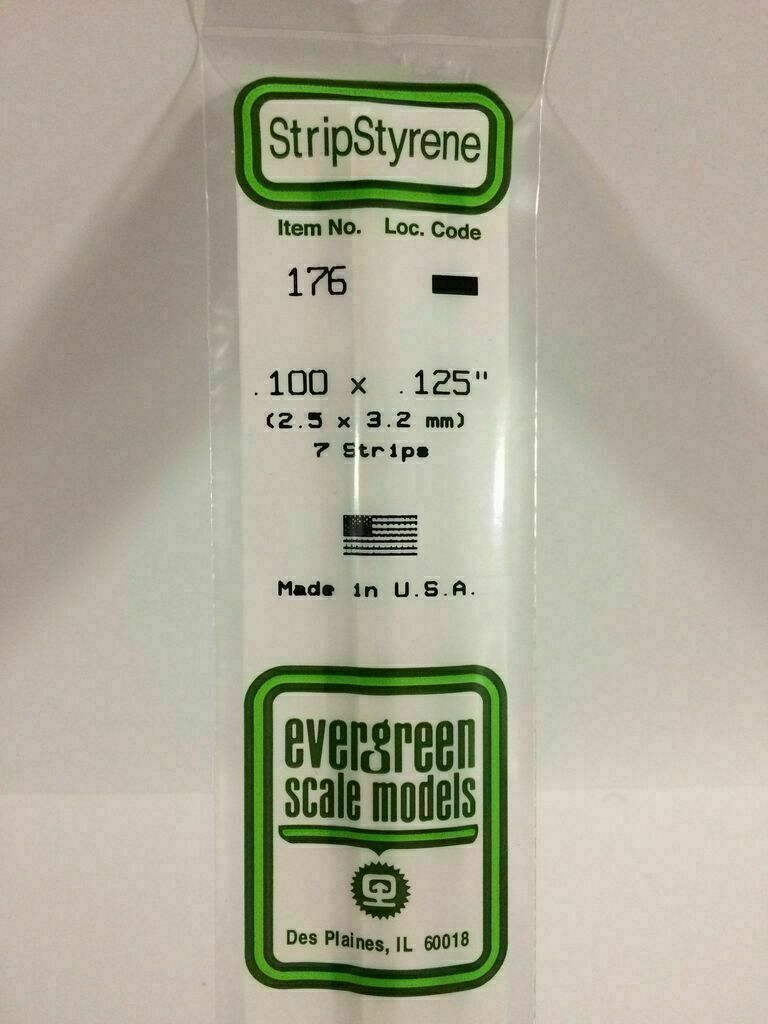 StripStyrene
Item No. Loc. Code
176
.100 x .125"
(2.5 x 3.2 mm)
7 Strips
Made in U.S.A.
evergreen
scale models
Des Plaines, IL 60018